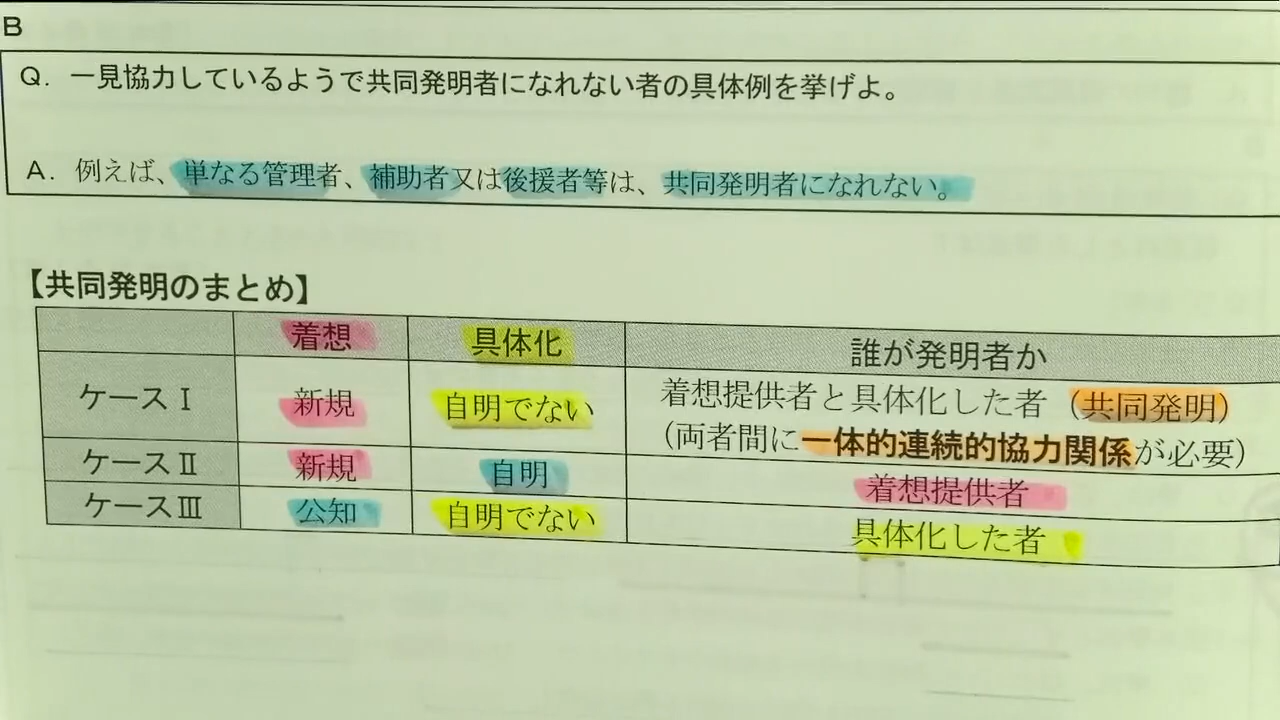 B
Q. 一見協力しているようで共同発明者になれない者の具体例を挙げよ。
A. 例えば、単なる管理者、補助者又は後援者等は、共同発明者になれない。
【共同発明のまとめ】
着想 具体化 誰が発明者か
ケースⅠ 新規 自明でない 着想提供者と具体化した者（共同発明）
（両者間に一体的連続的協力関係が必要）
ケースⅡ 新規 自明 着想提供者
ケースⅢ 公知 自明でない 具体化した者